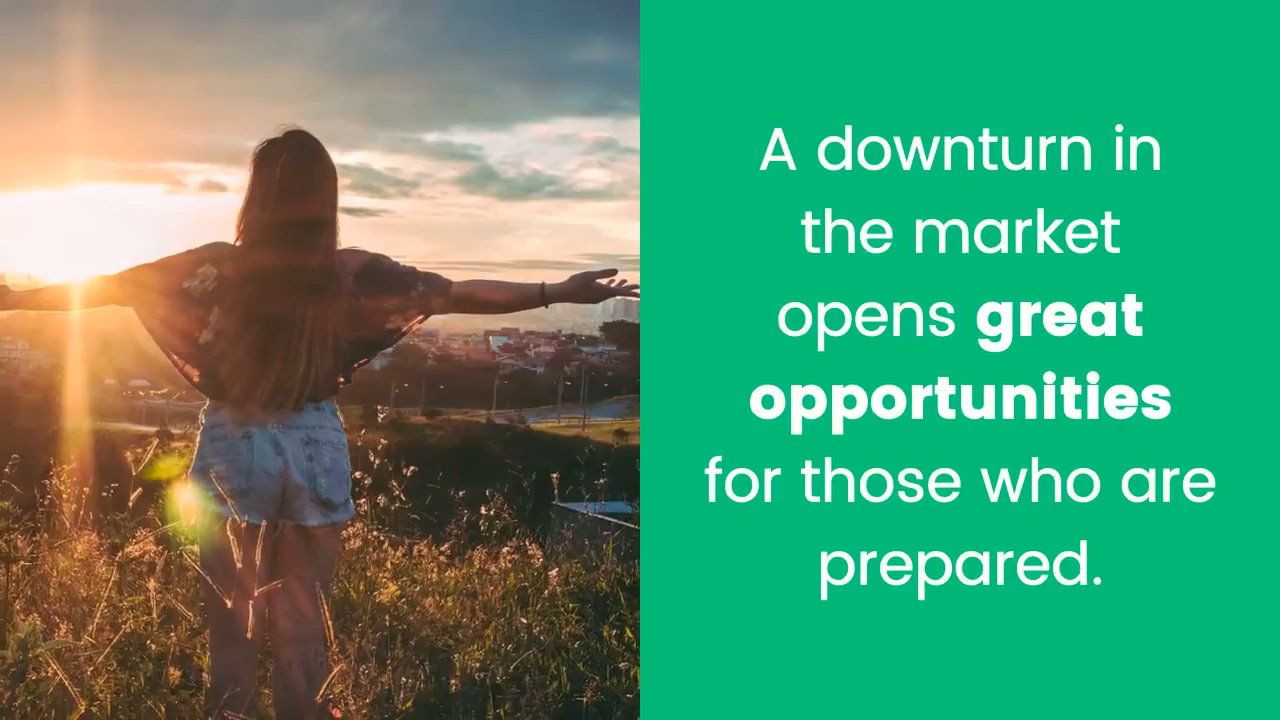 A downturn in
the market
opens great
opportunities
for those who are
prepared.